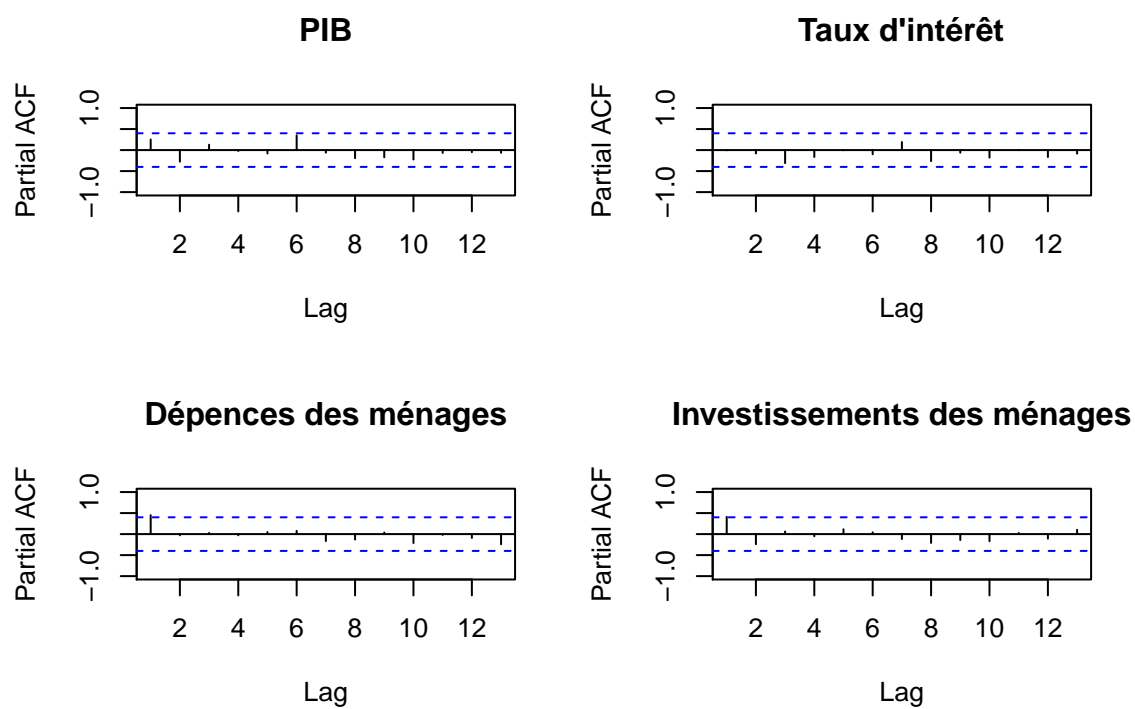 PIB
Partial ACF
1.0
−1.0
2 4 6 8 10 12
Lag
Taux d'intérêt
Partial ACF
1.0
−1.0
2 4 6 8 10 12
Lag
Dépences des ménages
Partial ACF
1.0
−1.0
2 4 6 8 10 12
Lag
Investissements des ménages
Partial ACF
1.0
−1.0
2 4 6 8 10 12
Lag